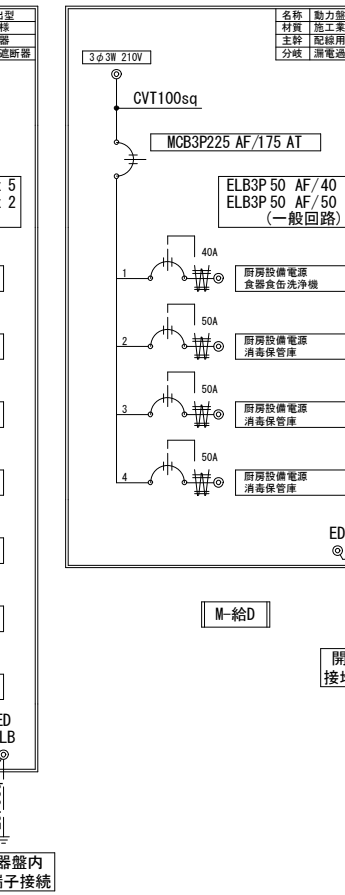 出型
様
器
遮断器
5
2
ED
LB
器盤内
端子接続
名称 動力盤
材質 施工業
主幹 配線用
分岐 漏電遮
3φ3W 210V
CVT100sq
MCB3P225 AF/175 AT
ELB3P 50 AF/40
ELB3P 50 AF/50
(一般回路)
40A
1
厨房設備電源
食器食缶洗浄機
50A
2
厨房設備電源
消毒保管庫
50A
3
厨房設備電源
消毒保管庫
50A
4
厨房設備電源
消毒保管庫
ED
M-給D
開
接地